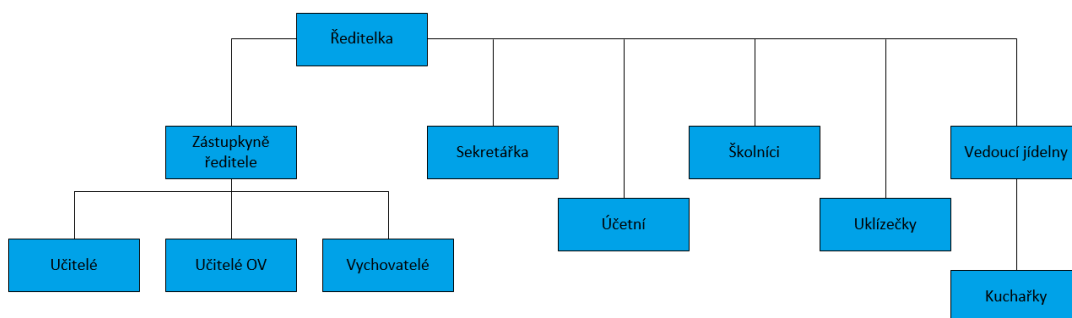 Ředitelka
Zástupkyně
ředitele
Sekretářka
Školníci
Vedoucí jídelny
Účetní
Uklízečky
Učitelé
Učitelé OV
Vychovatelé
Kuchařky